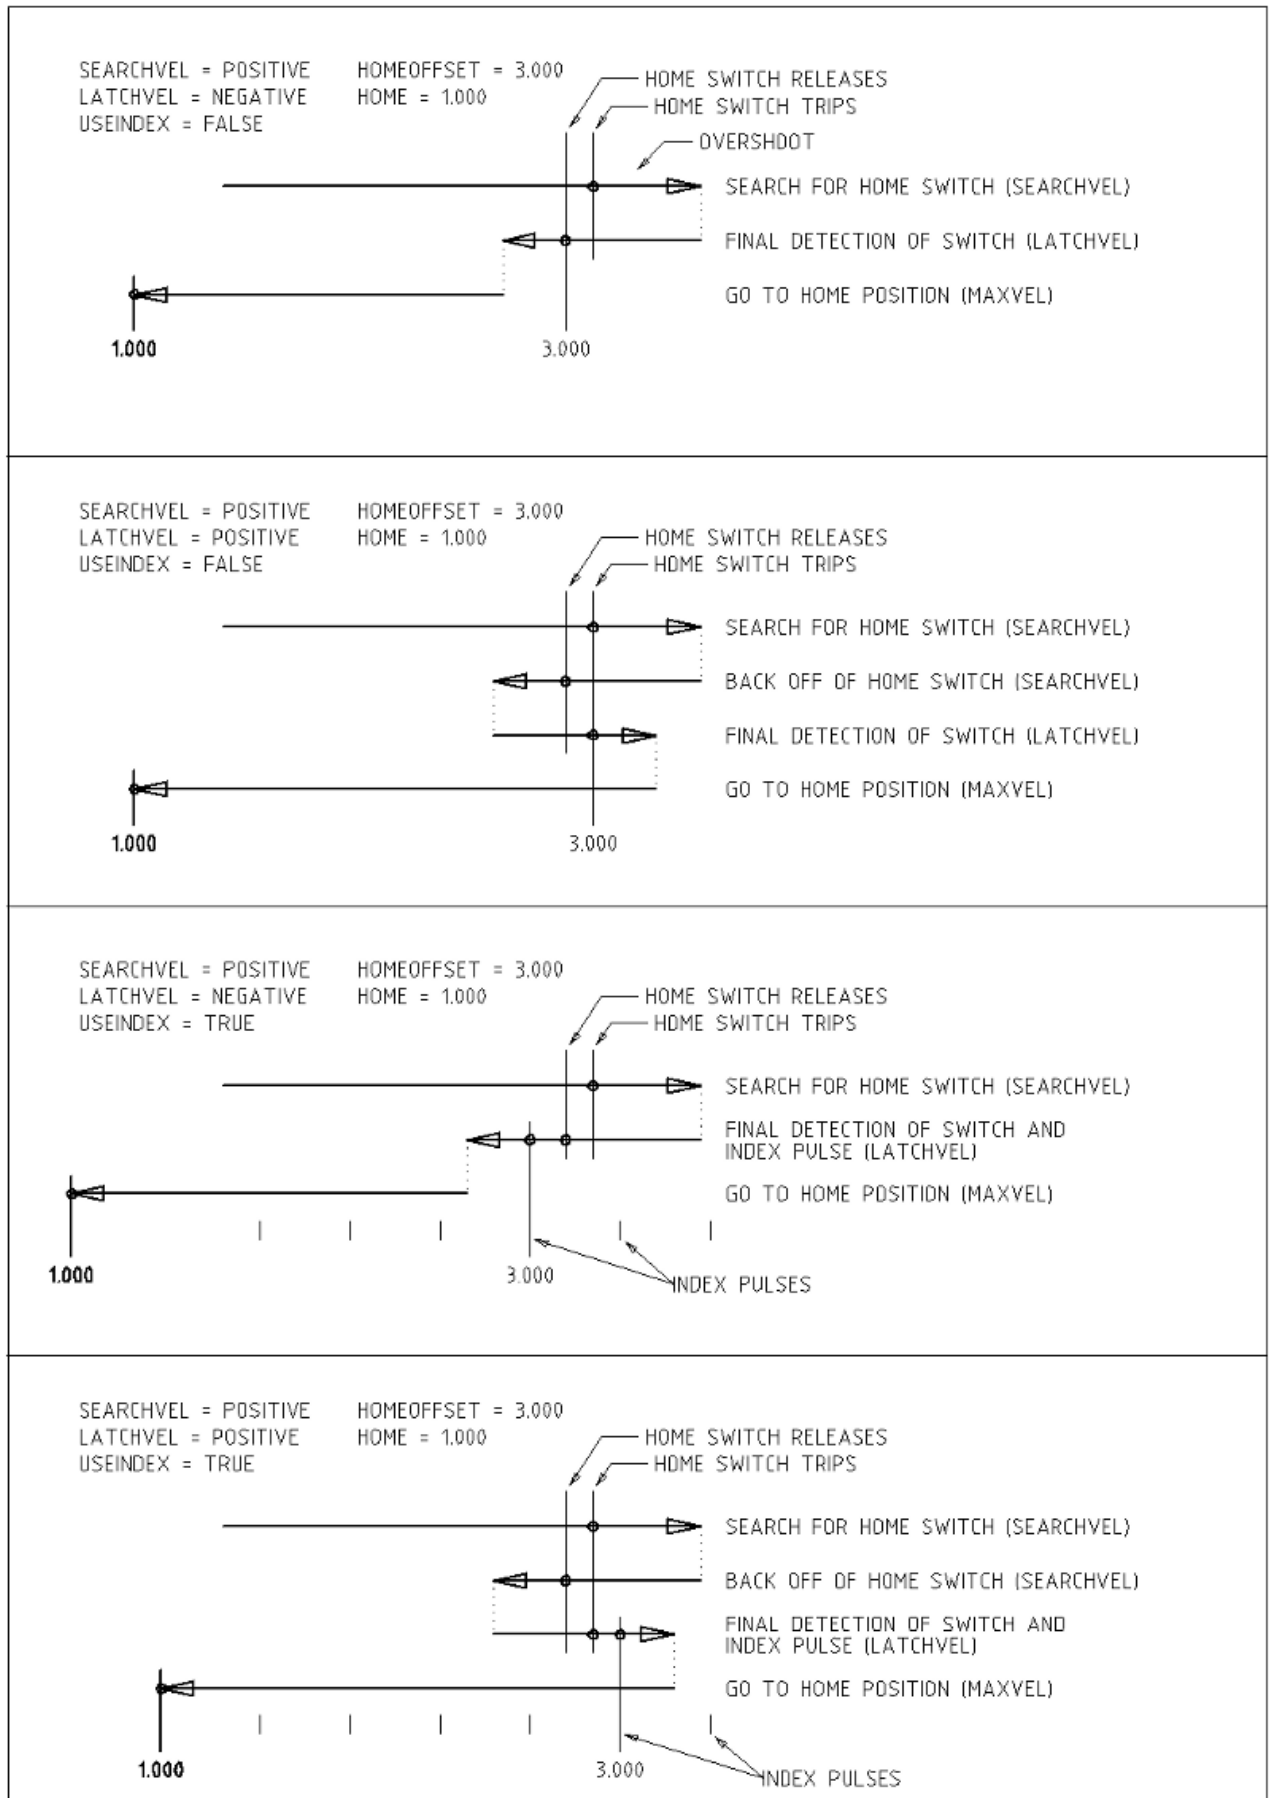 SEARCHVEL = POSITIVE HOMEOFFSET = 3.000
LATCHVEL = NEGATIVE HOME = 1.000
USEINDEX = FALSE
HOME SWITCH RELEASES
HOME SWITCH TRIPS
OVERSHOOT
SEARCH FOR HOME SWITCH (SEARCHVEL)
FINAL DETECTION OF SWITCH (LATCHVEL)
GO TO HOME POSITION (MAXVEL)
1.000 3.000
SEARCHVEL = POSITIVE HOMEOFFSET = 3.000
LATCHVEL = POSITIVE HOME = 1.000
USEINDEX = FALSE
HOME SWITCH RELEASES
HOME SWITCH TRIPS
SEARCH FOR HOME SWITCH (SEARCHVEL)
BACK OFF OF HOME SWITCH (SEARCHVEL)
FINAL DETECTION OF SWITCH (LATCHVEL)
GO TO HOME POSITION (MAXVEL)
1.000 3.000
SEARCHVEL = POSITIVE HOMEOFFSET = 3.000
LATCHVEL = NEGATIVE HOME = 1.000
USEINDEX = TRUE
HOME SWITCH RELEASES
HOME SWITCH TRIPS
SEARCH FOR HOME SWITCH (SEARCHVEL)
FINAL DETECTION OF SWITCH AND
INDEX PULSE (LATCHVEL)
GO TO HOME POSITION (MAXVEL)
1.000 3.000
INDEX PULSES
SEARCHVEL = POSITIVE HOMEOFFSET = 3.000
LATCHVEL = POSITIVE HOME = 1.000
USEINDEX = TRUE
HOME SWITCH RELEASES
HOME SWITCH TRIPS
SEARCH FOR HOME SWITCH (SEARCHVEL)
BACK OFF OF HOME SWITCH (SEARCHVEL)
FINAL DETECTION OF SWITCH AND
INDEX PULSE (LATCHVEL)
GO TO HOME POSITION (MAXVEL)
1.000 3.000
INDEX PULSES